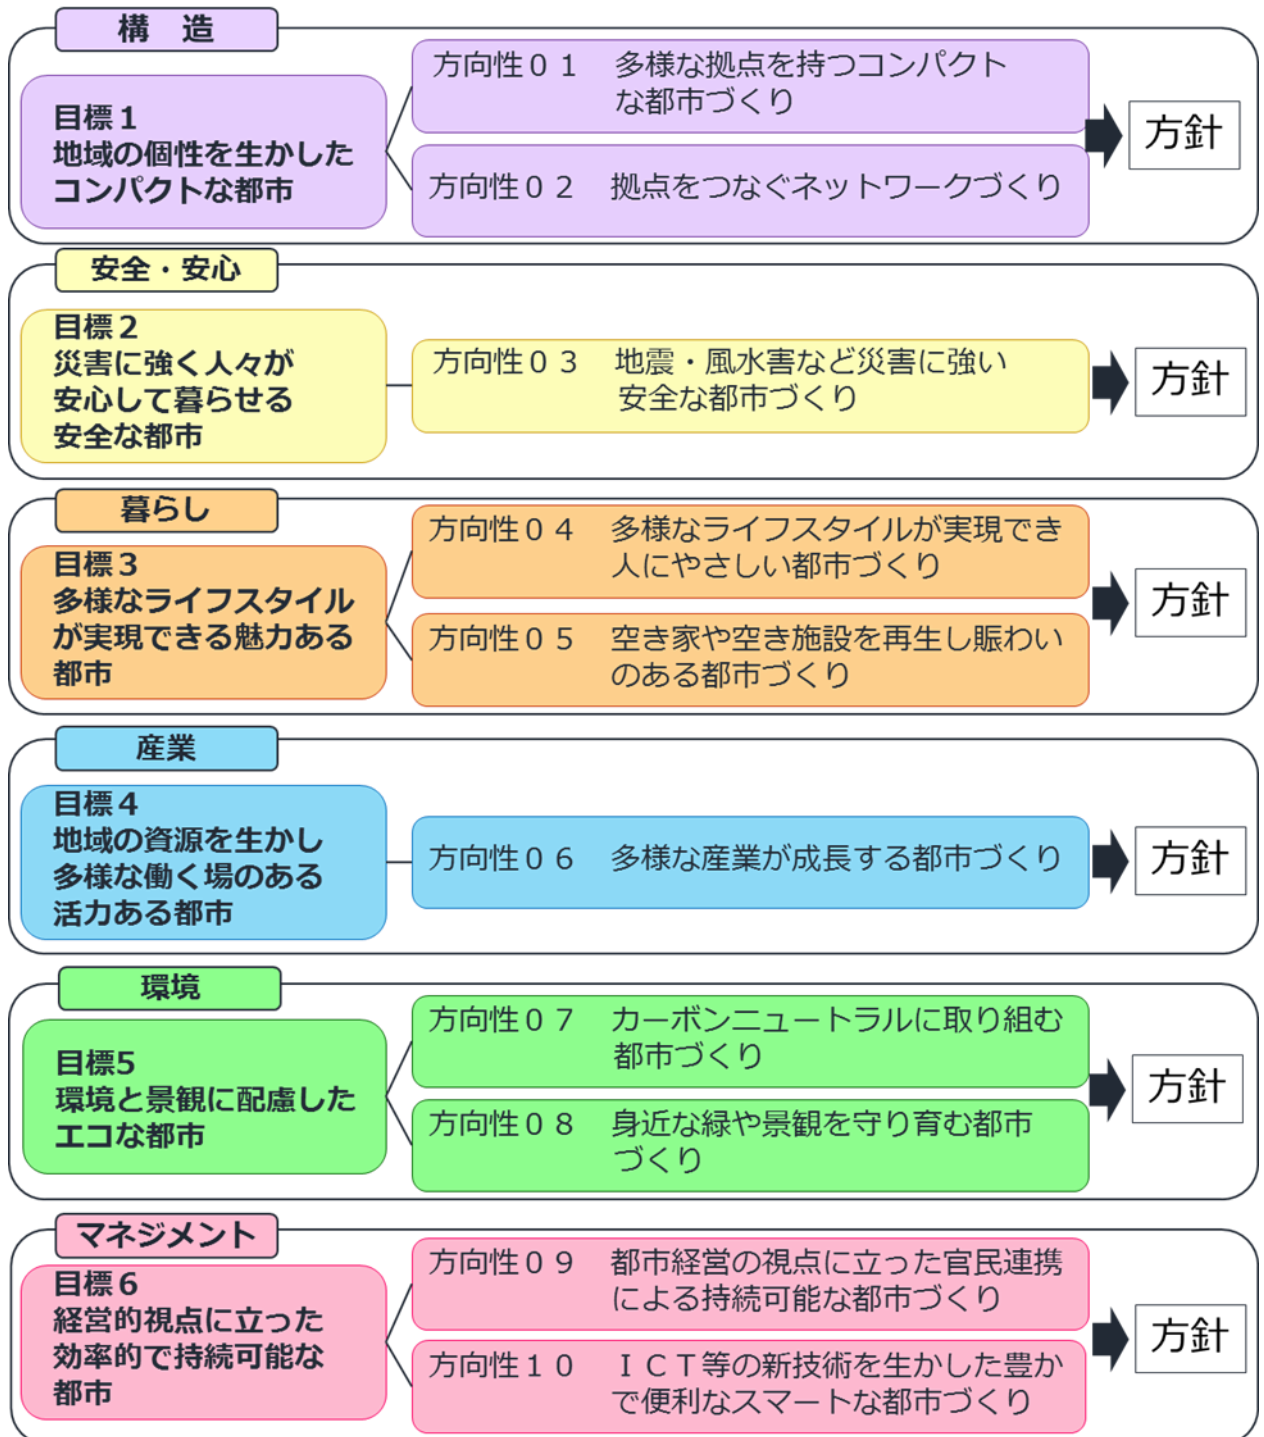 構　造
目標１
地域の個性を生かした
コンパクトな都市
方向性０１　多様な拠点を持つコンパクト
な都市づくり
方向性０２　拠点をつなぐネットワークづくり
方針
安全・安心
目標２
災害に強く人々が
安心して暮らせる
安全な都市
方向性０３　地震・風水害など災害に強い
安全な都市づくり
方針
暮らし
目標３
多様なライフスタイル
が実現できる魅力ある
都市
方向性０４　多様なライフスタイルが実現でき
人にやさしい都市づくり
方向性０５　空き家や空き施設を再生し賑わい
のある都市づくり
方針
産業
目標４
地域の資源を生かし
多様な働く場のある
活力ある都市
方向性０６　多様な産業が成長する都市づくり
方針
環境
目標5
環境と景観に配慮した
エコな都市
方向性０７　カーボンニュートラルに取り組む
都市づくり
方向性０８　身近な緑や景観を守り育む都市
づくり
方針
マネジメント
目標６
経営的視点に立った
効率的で持続可能な
都市
方向性０９　都市経営の視点に立った官民連携
による持続可能な都市づくり
方向性１０　ＩＣＴ等の新技術を生かした豊か
で便利なスマートな都市づくり
方針